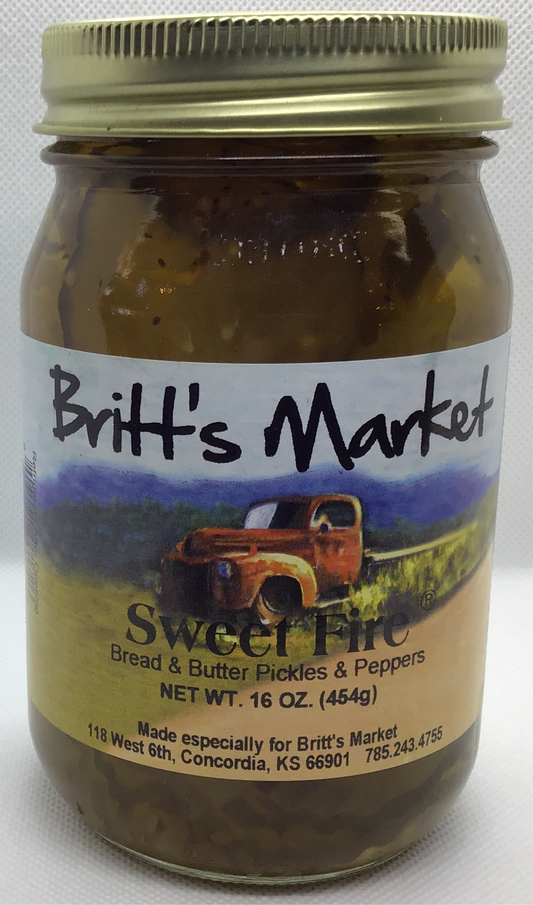 Britt's Market
Sweet Fire®
Bread & Butter Pickles & Peppers
NET WT. 16 OZ. (454g)
Made especially for Britt's Market
118 West 6th, Concordia, KS 66901 785.243.4755